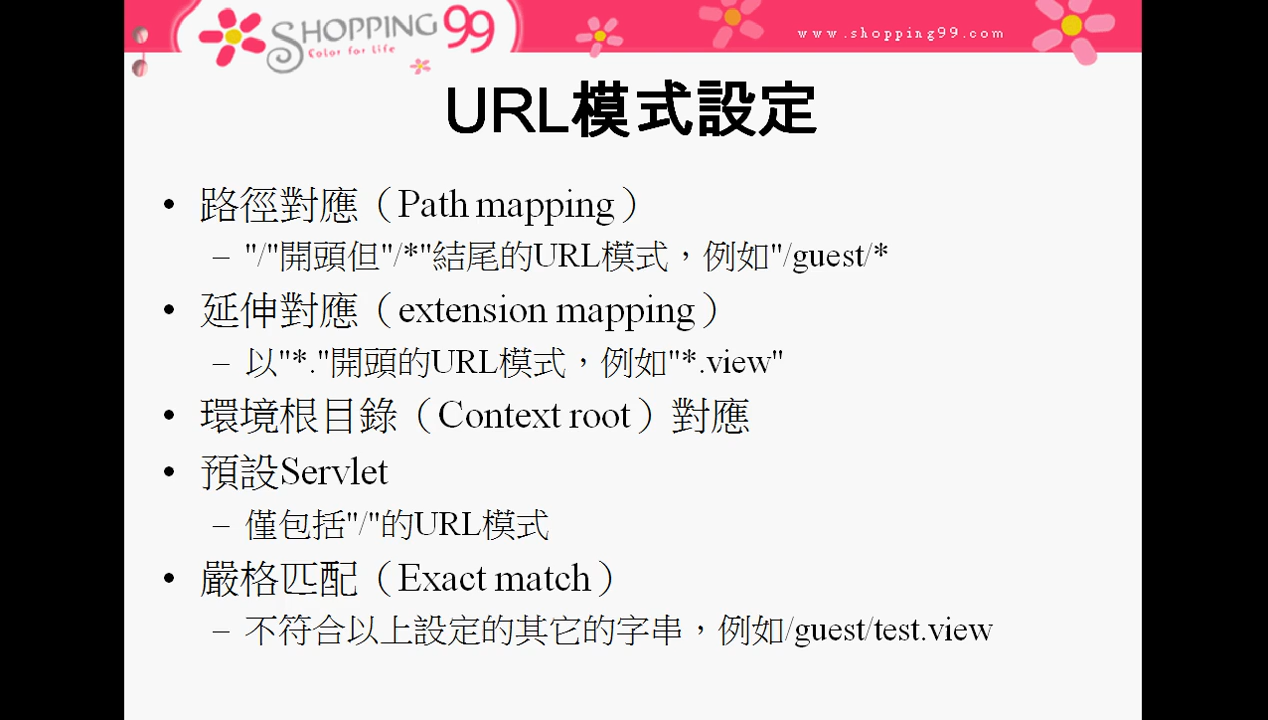 SHOPPING 99
Color for Life
www.shopping99.com
URL模式設定
• 路徑對應（Path mapping）
– "/"開頭但"/*"結尾的URL模式，例如"/guest/*
• 延伸對應（extension mapping）
– 以"*."開頭的URL模式，例如"*.view"
• 環境根目錄（Context root）對應
• 預設Servlet
– 僅包括"/"的URL模式
• 嚴格匹配（Exact match）
– 不符合以上設定的其它的字串，例如/guest/test.view